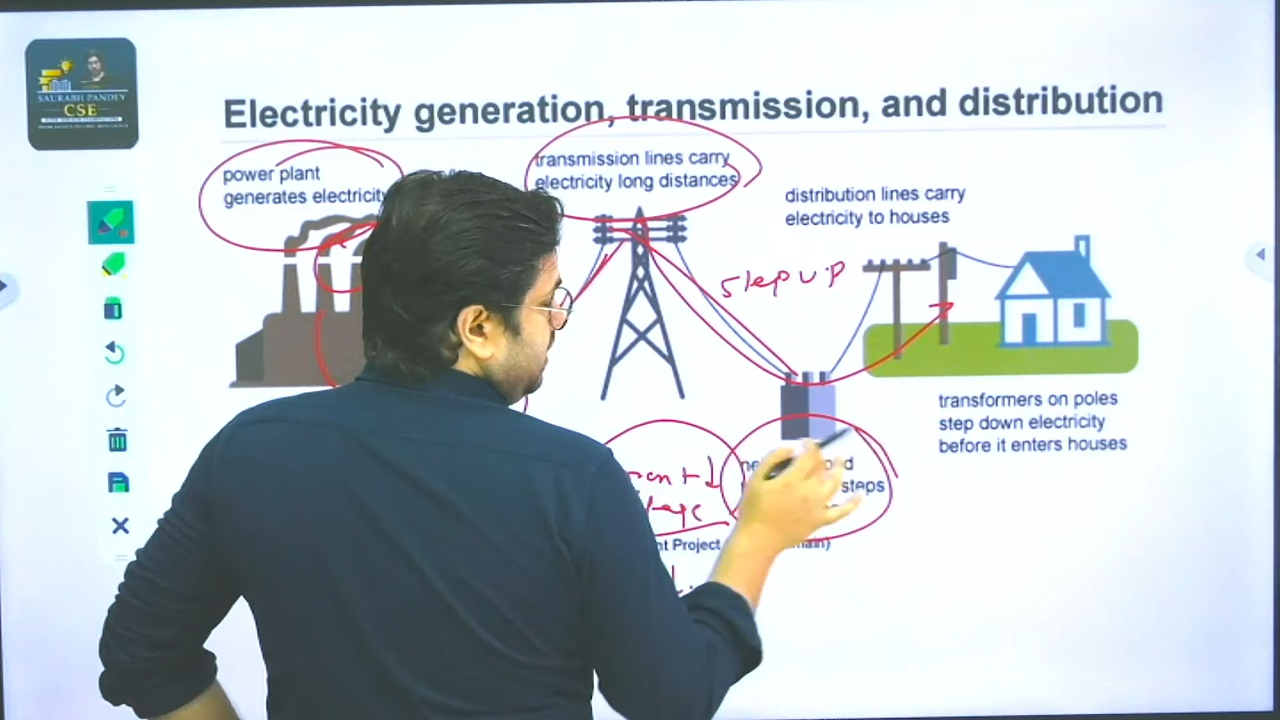 SAURABH PANDEY
CSE
Electricity generation, transmission, and distribution
power plant
generates electricity
transmission lines carry
electricity long distances
distribution lines carry
electricity to houses
step up
transformers on poles
step down electricity
before it enters houses
steps
Project